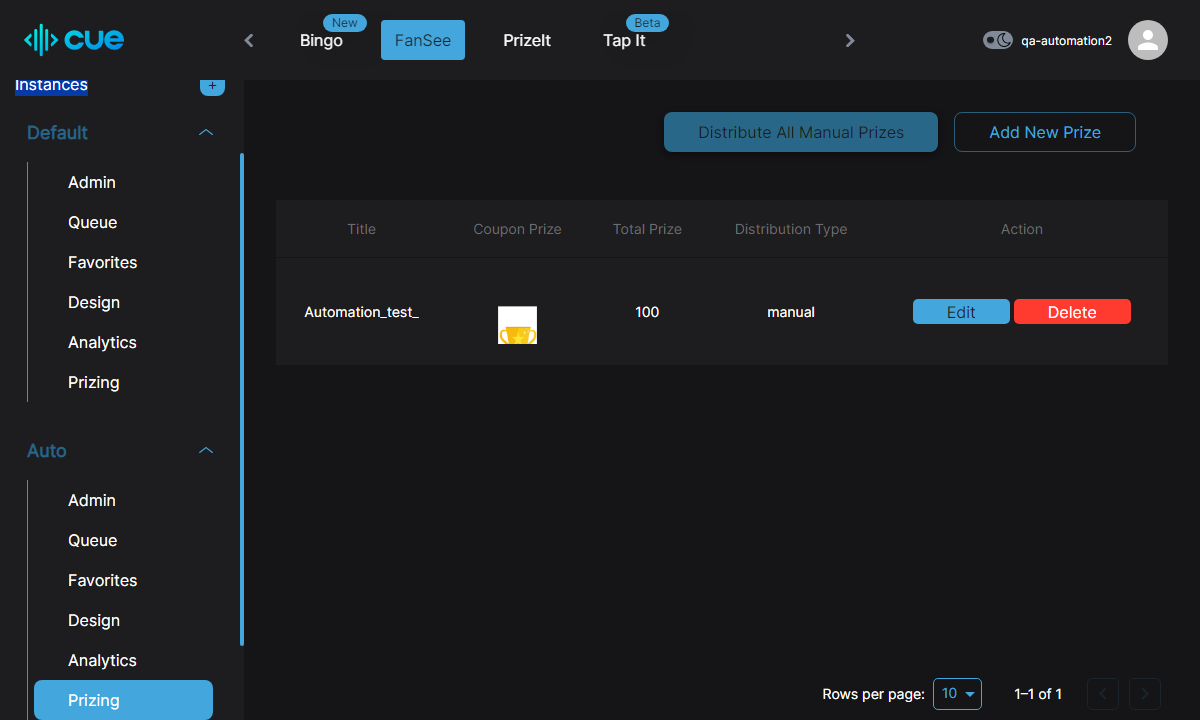 cue
New
Bingo
FanSee
PrizeIt
Beta
Tap It
qa-automation2
Instances
+
Default
Admin
Queue
Favorites
Design
Analytics
Prizing
Auto
Admin
Queue
Favorites
Design
Analytics
Prizing
Distribute All Manual Prizes
Add New Prize
Title Coupon Prize Total Prize Distribution Type Action
Automation_test_ 100 manual Edit Delete
Rows per page: 10 1–1 of 1